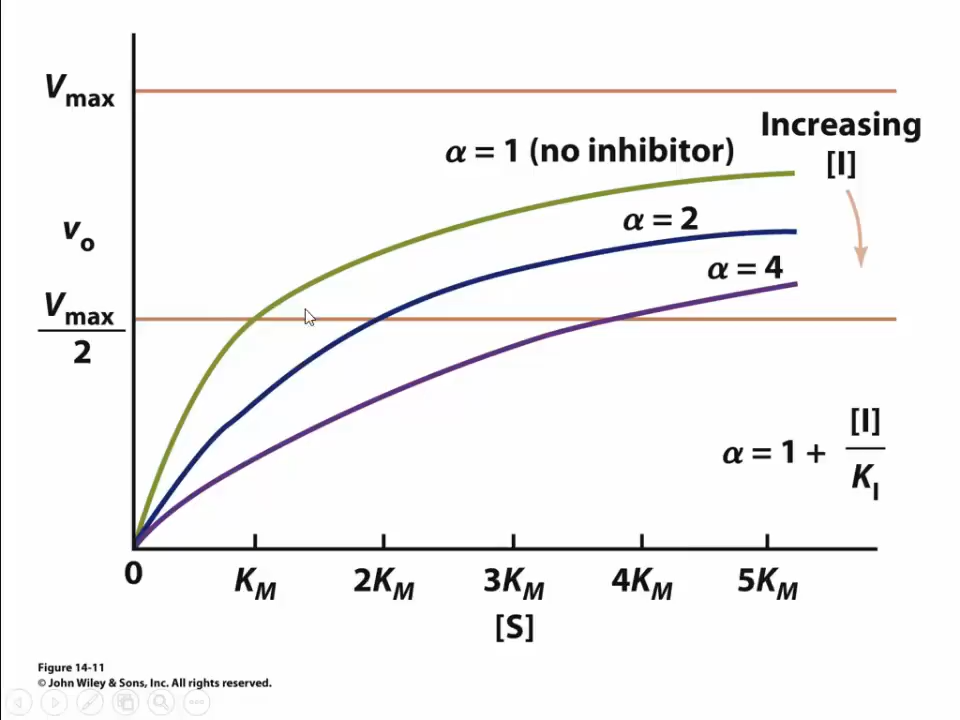 Vmax
α = 1 (no inhibitor)
Increasing
[I]
α = 2
vo
α = 4
Vmax
2
α = 1 + [I]
KI
0
KM
2KM
3KM
4KM
5KM
[S]
Figure 14-11
© John Wiley & Sons, Inc. All rights reserved.